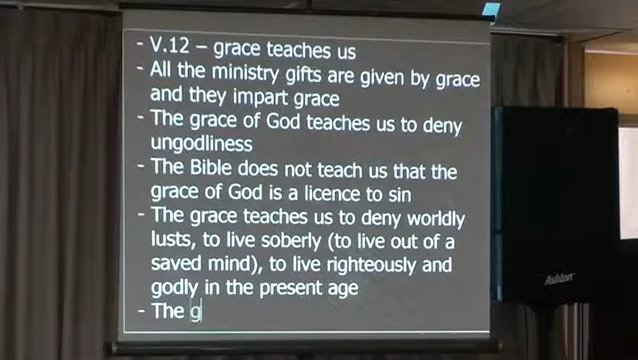 - V.12 – grace teaches us
- All the ministry gifts are given by grace
and they impart grace
- The grace of God teaches us to deny
ungodliness
- The Bible does not teach us that the
grace of God is a licence to sin
- The grace teaches us to deny worldly
lusts, to live soberly (to live out of a
saved mind), to live righteously and
godly in the present age
- The g
Ashton